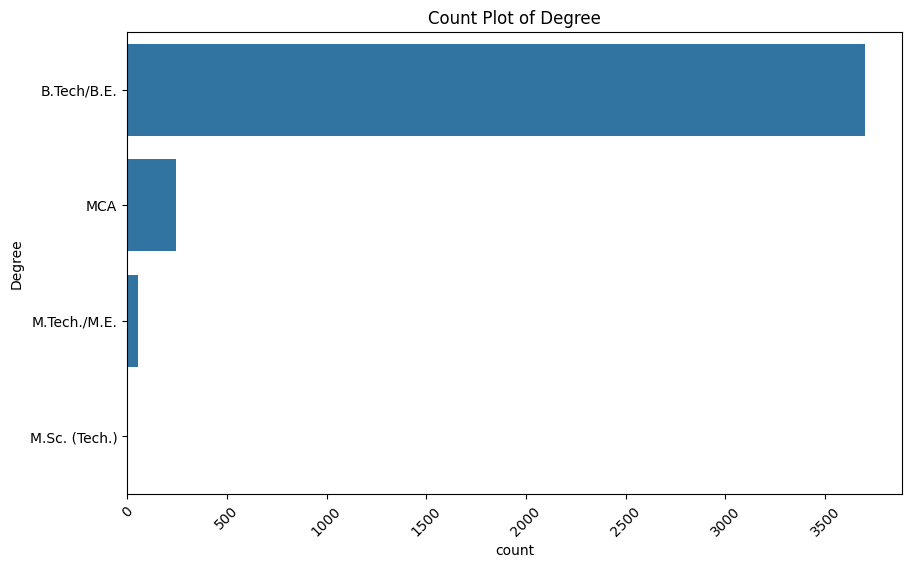 Count Plot of Degree
B.Tech/B.E.
MCA
M.Tech./M.E.
M.Sc. (Tech.)
Degree
0
500
1000
1500
2000
2500
3000
3500
count